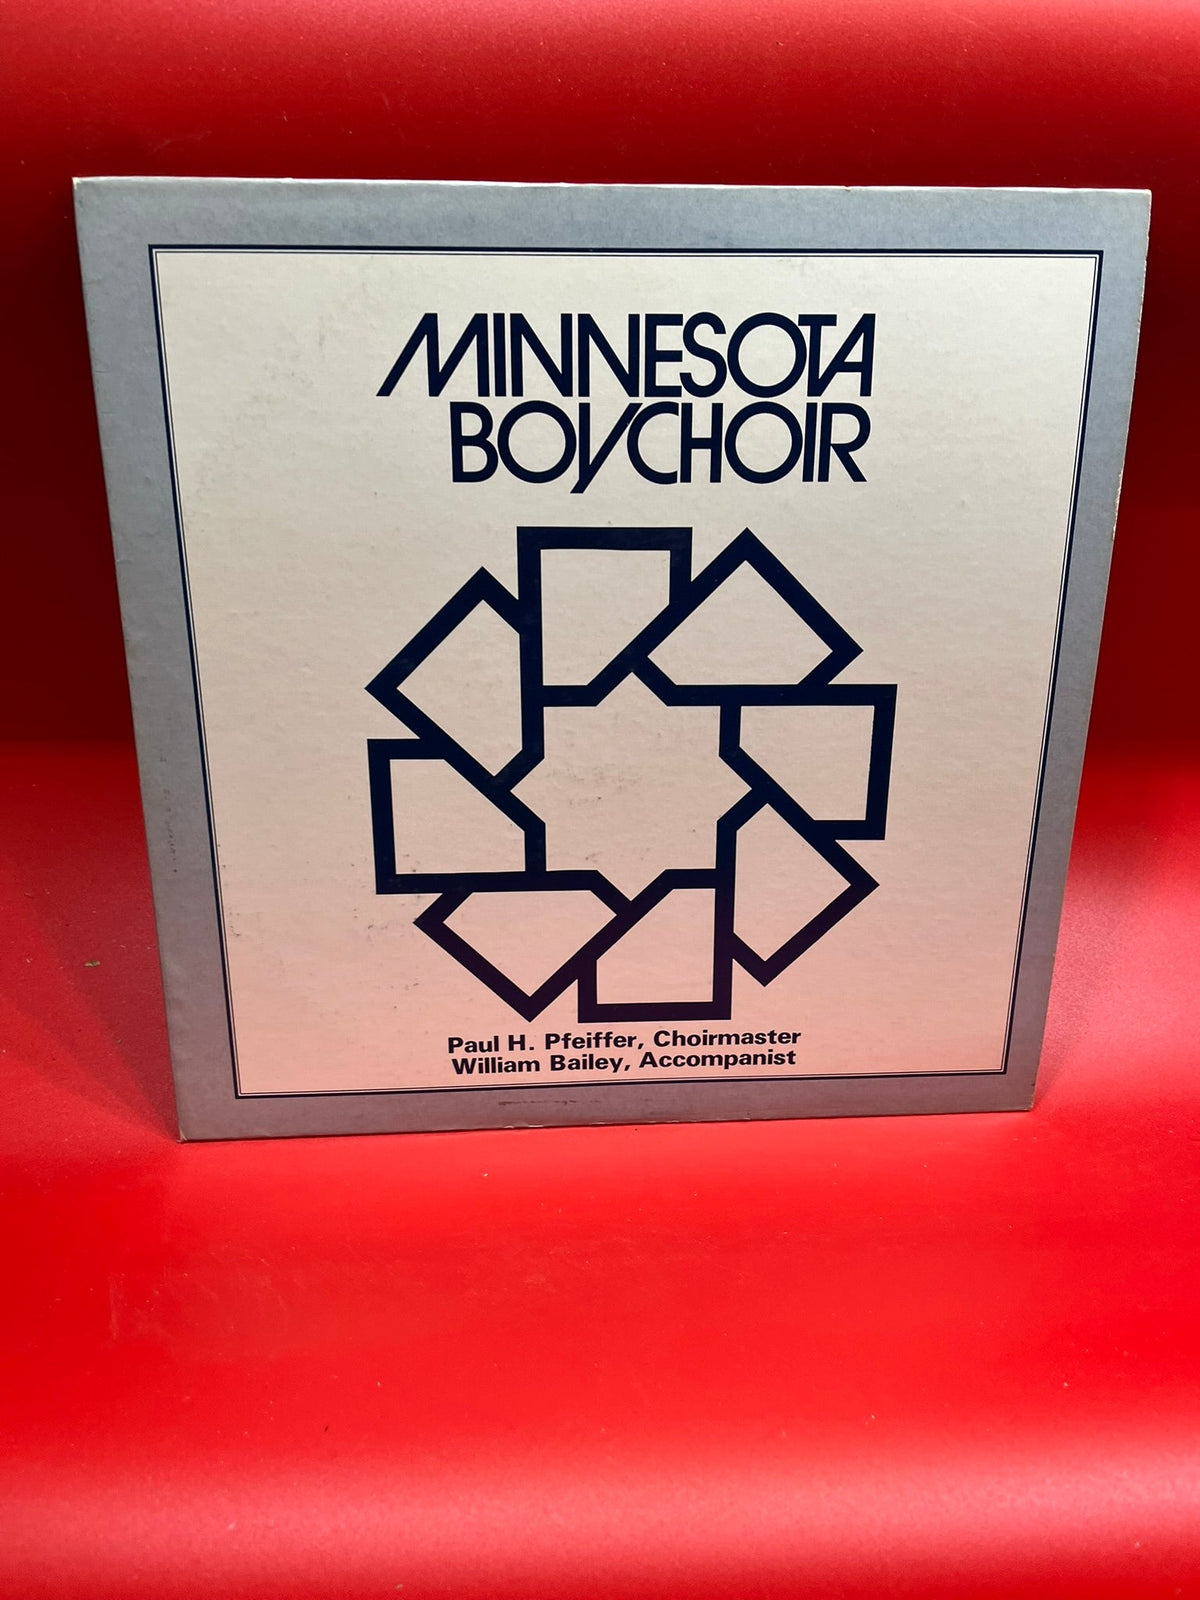 MINNESOTA
BOYCHOIR
Paul H. Pfeiffer, Choirmaster
William Bailey, Accompanist